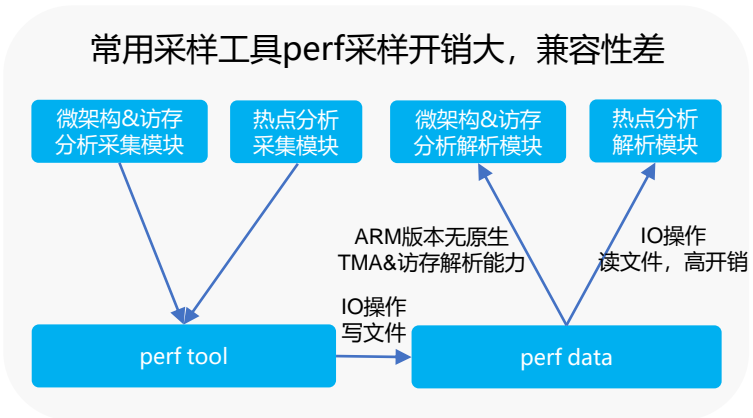 常用采样工具perf采样开销大，兼容性差
微架构&访存
分析采集模块
热点分析
采集模块
微架构&访存
分析解析模块
热点分析
解析模块
ARM版本无原生
TMA&访存解析能力
IO操作
读文件，高开销
IO操作
写文件
perf tool
perf data